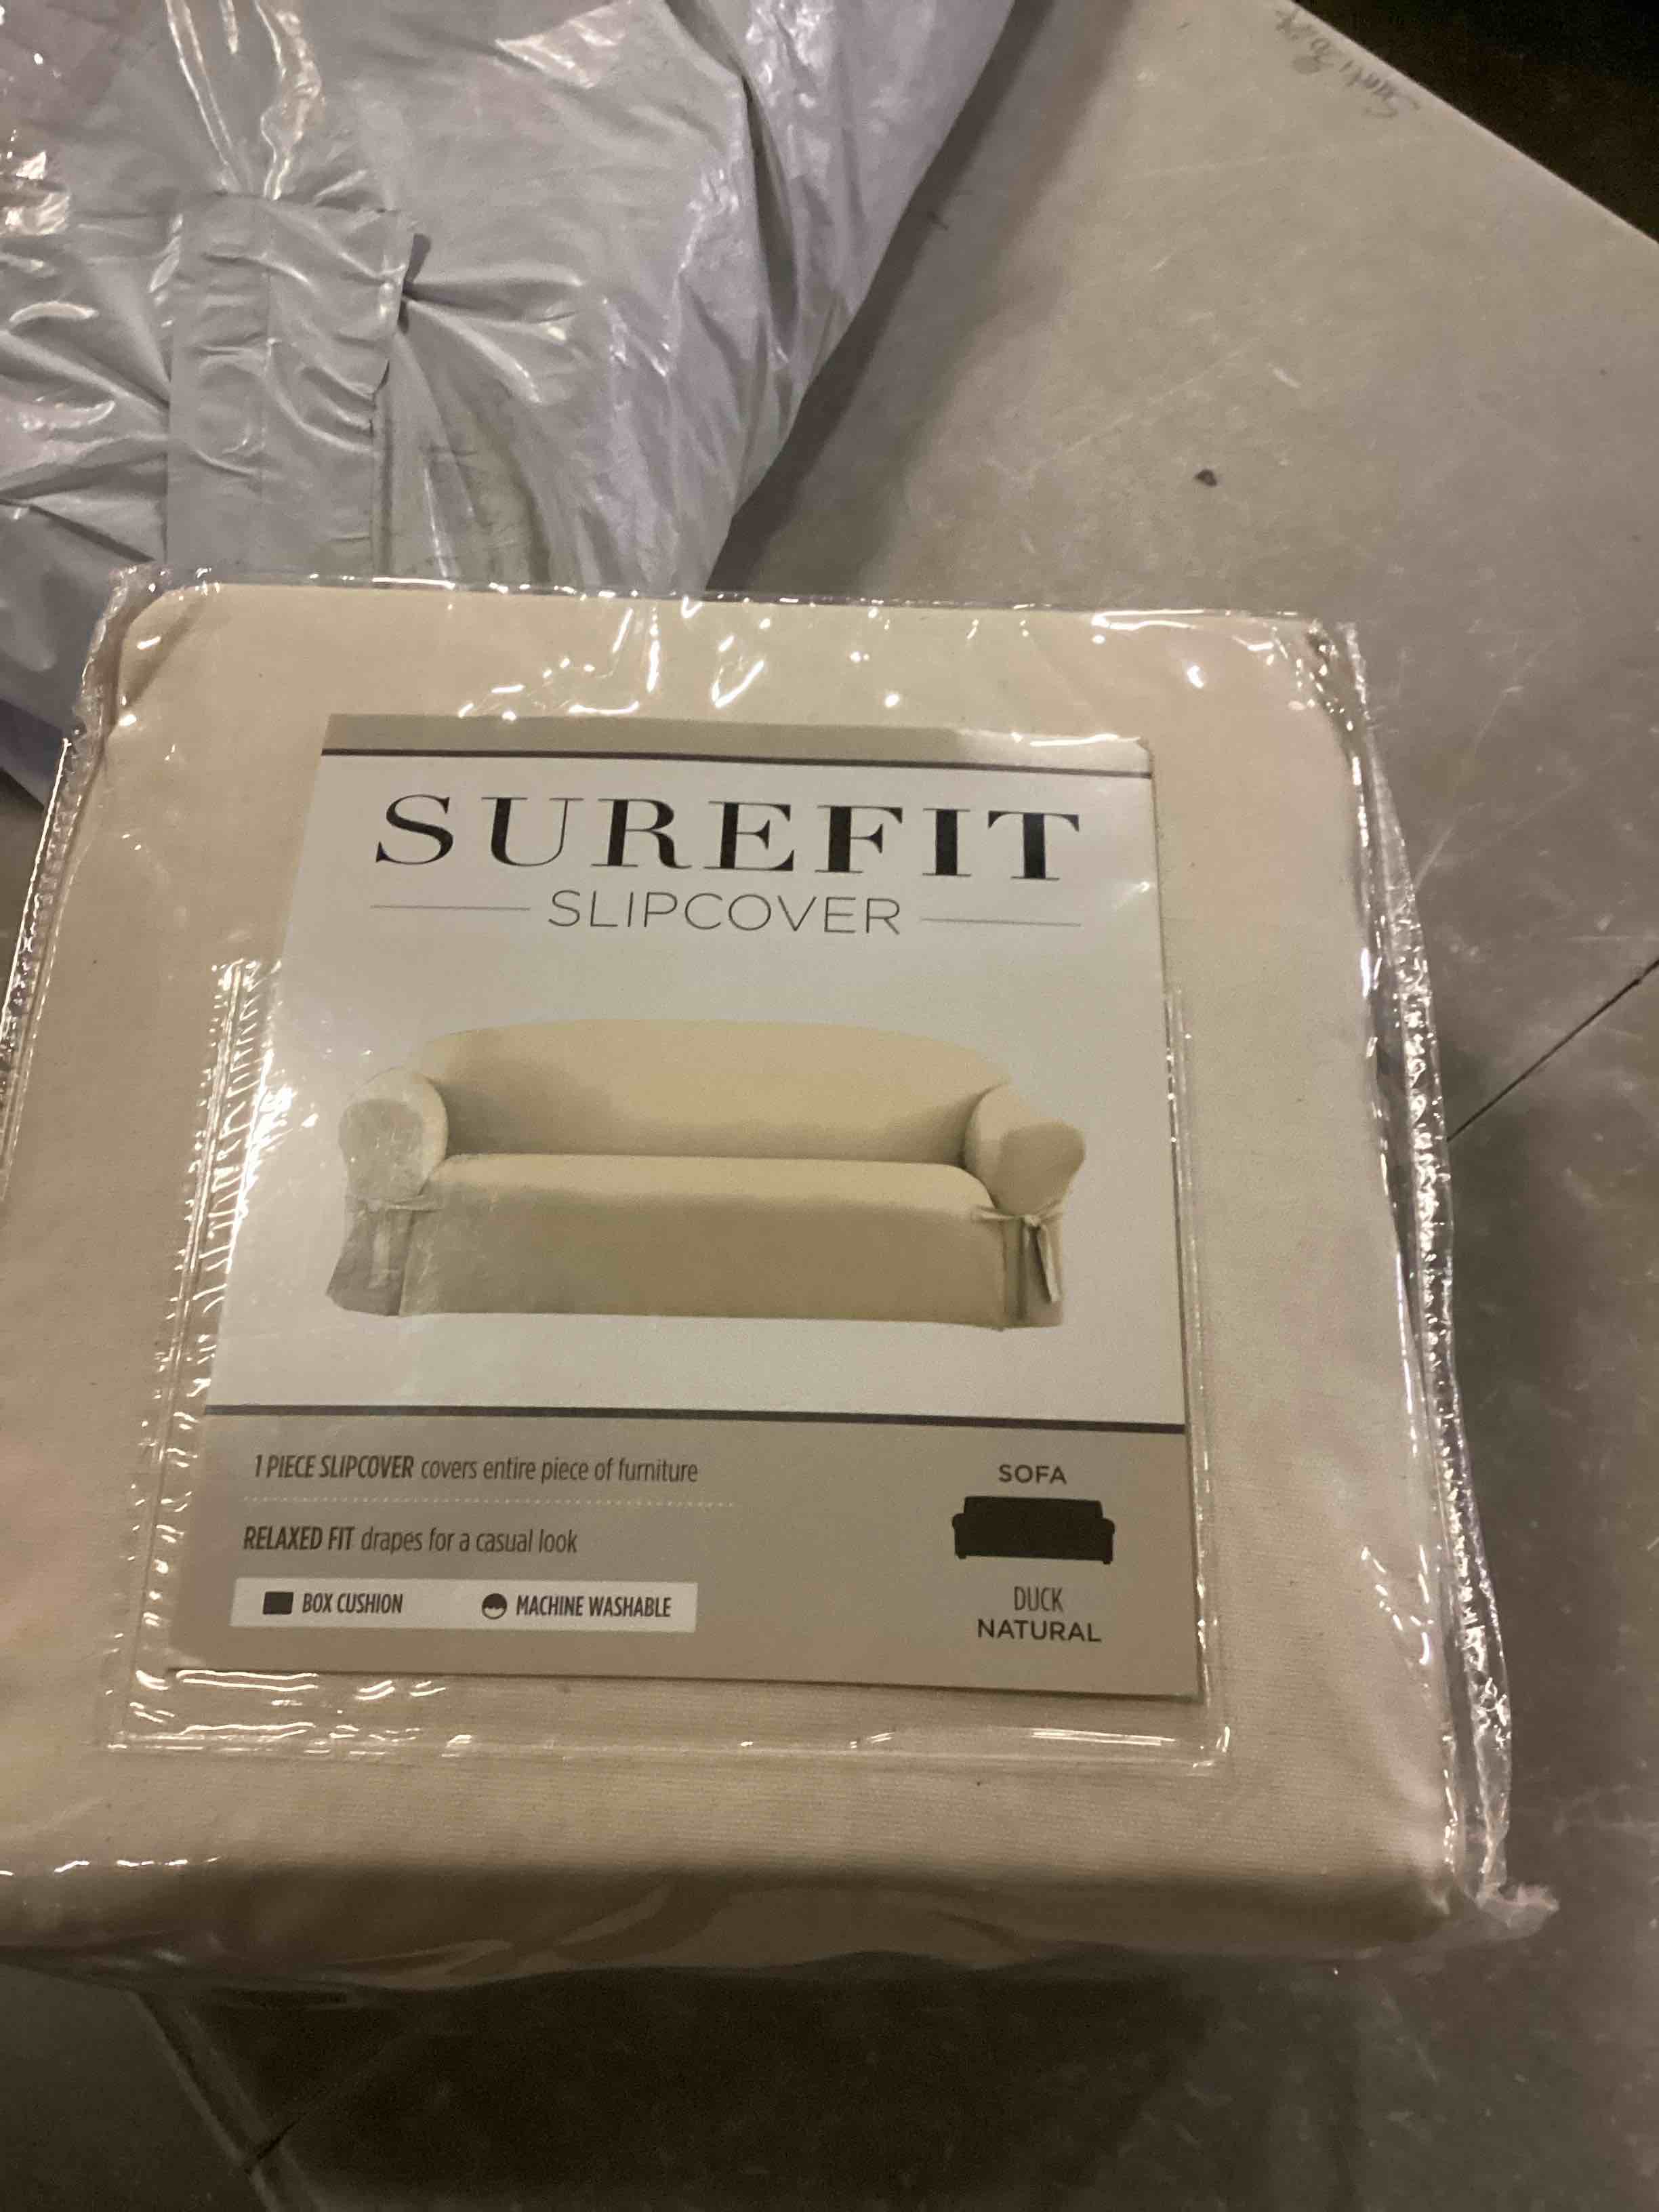 SUREFIT
SLIPCOVER
1 PIECE SLIPCOVER covers entire piece of furniture
RELAXED FIT drapes for a casual look
BOX CUSHION
MACHINE WASHABLE
SOFA
DUCK
NATURAL